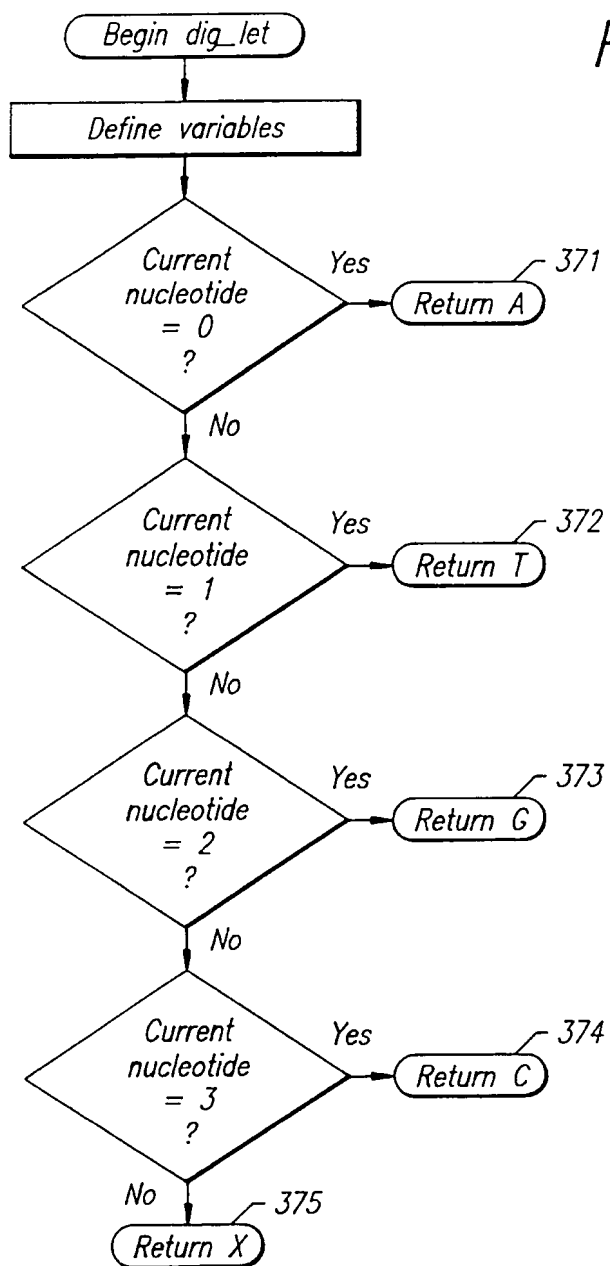 Begin dig_let
Define variables
Current
nucleotide
= 0
?
Yes
Return A
371
No
Current
nucleotide
= 1
?
Yes
Return T
372
No
Current
nucleotide
= 2
?
Yes
Return G
373
No
Current
nucleotide
= 3
?
Yes
Return C
374
No
Return X
375